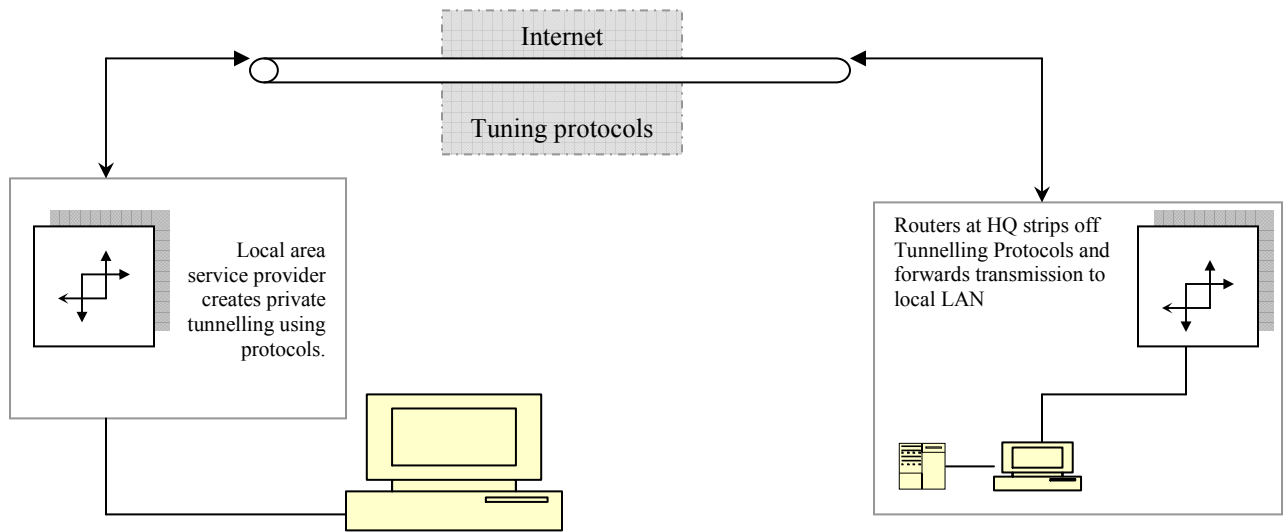 Internet
Tuning protocols
Local area
service provider
creates private
tunnelling using
protocols.
Routers at HQ strips off
Tunnelling Protocols and
forwards transmission to
local LAN